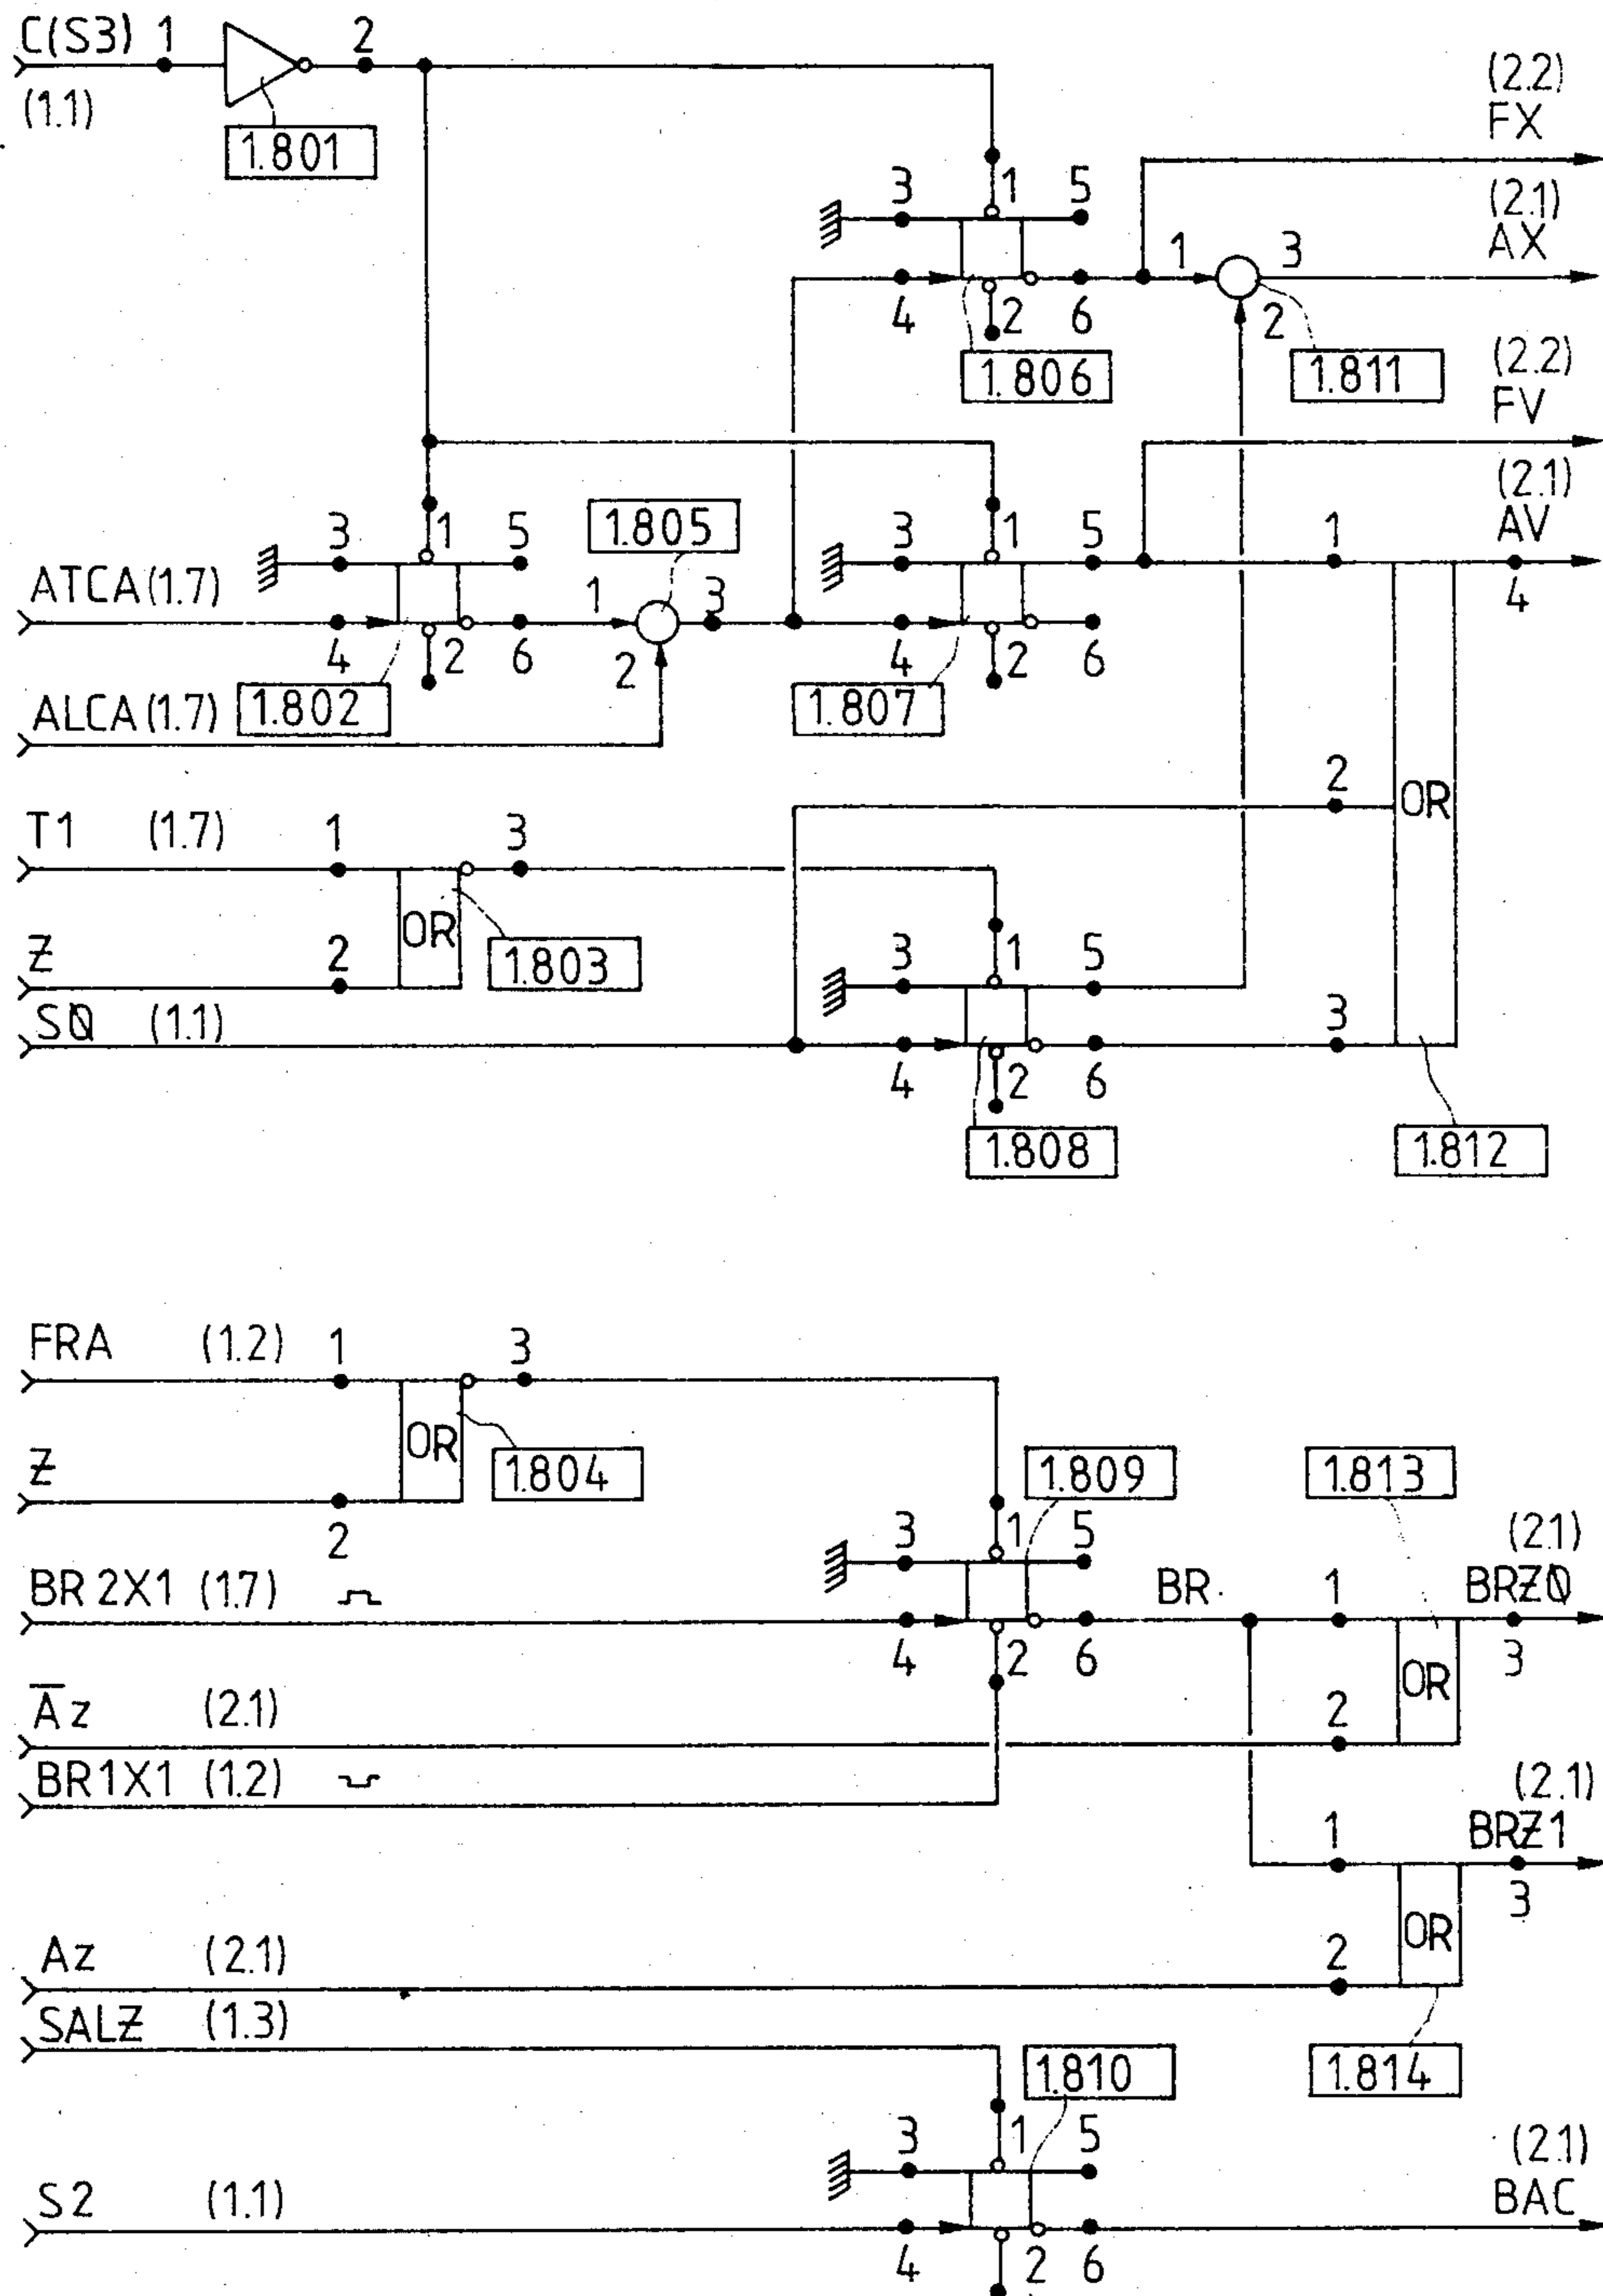 C(S3) 1 2
(1.1)
1.801
(2.2)
FX
3 1 5
(2.1)
AX
1 3
4 2 6 2
1.806 1.811
(2.2)
FV
(2.1)
AV
1.805
3 1 5 3 1 5 1
ATCA (1.7) 1 3 4
4 2 6 2 4 2 6
ALCA (1.7) 1.802 1.807
2
OR
T1 (1.7) 1 3
OR
Z 2 1.803 3 1 5
SØ (1.1) 3
4 2 6
1.808 1.812
FRA (1.2) 1 3
OR
Z 1.804 1.809 1.813
2 3 1 5 (2.1)
BR2X1 (1.7) BR 1 BRZØ
4 2 6 3
A̅z (2.1) 2 OR
BR1X1 (1.2) (2.1)
1 BRZ1
3
Az (2.1) 2 OR
SALZ (1.3)
1.810 1.814
3 1 5 (2.1)
S2 (1.1) BAC
4 2 6